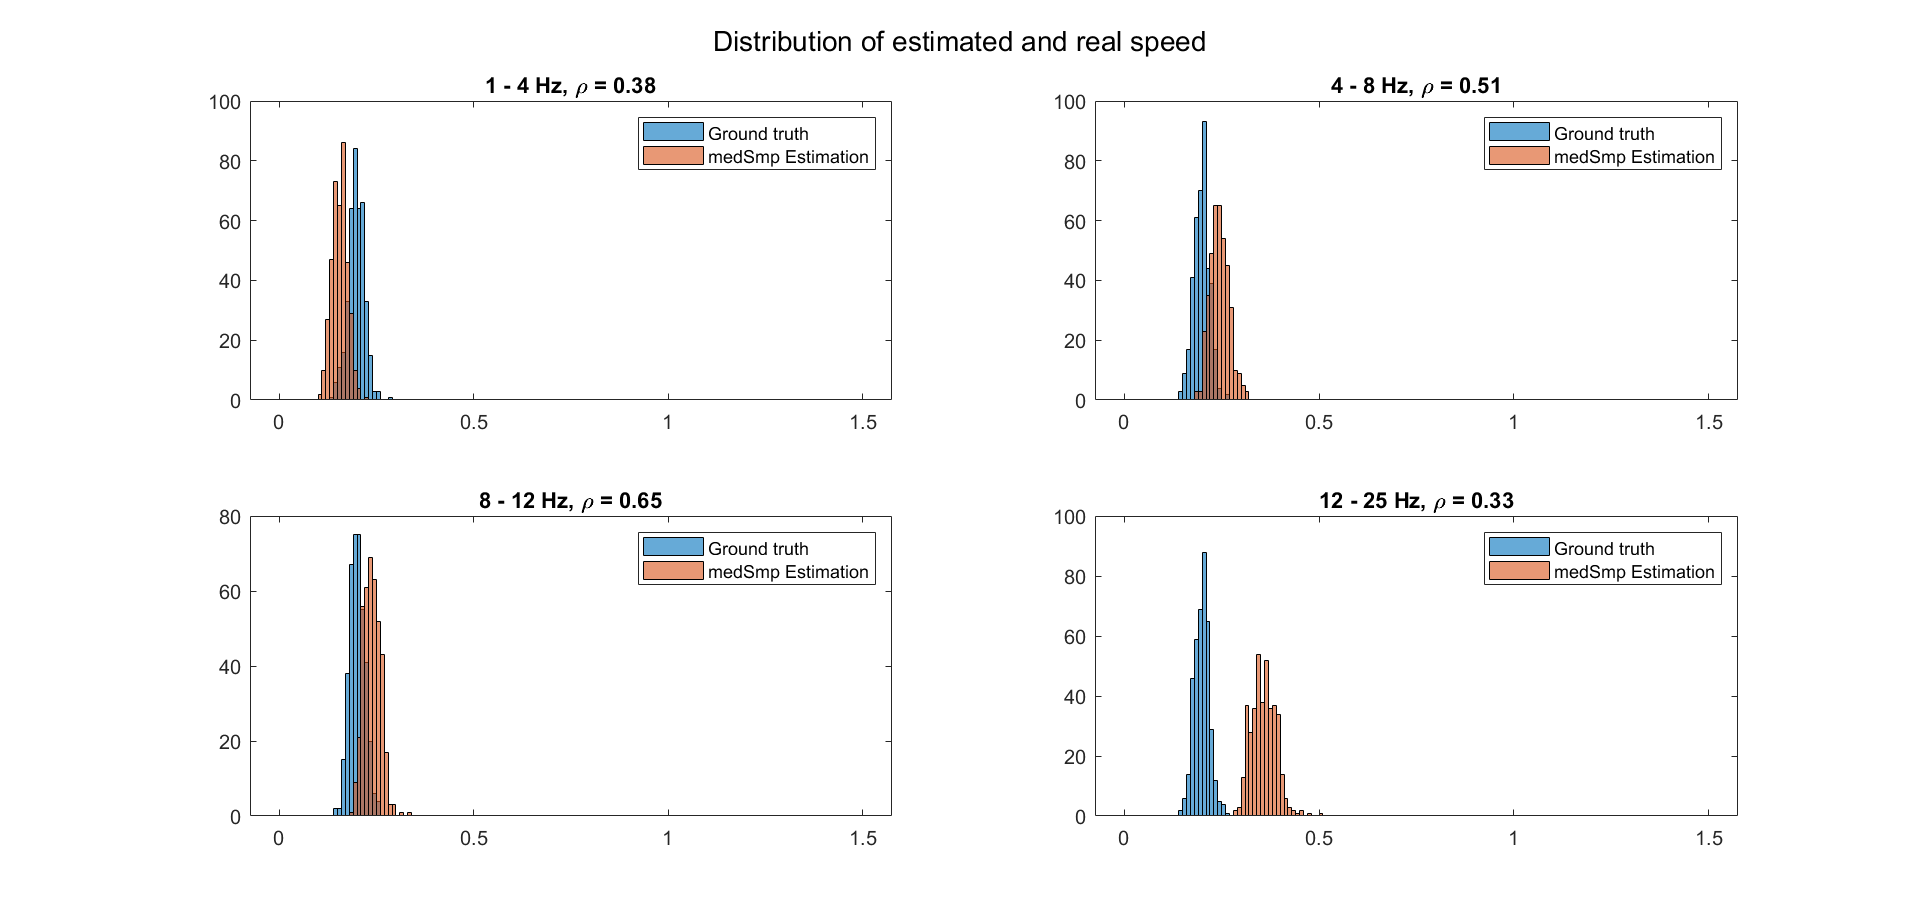 Distribution of estimated and real speed
1 - 4 Hz, ρ = 0.38
100
80
60
40
20
0
0 0.5 1 1.5
Ground truth
medSmp Estimation
4 - 8 Hz, ρ = 0.51
100
80
60
40
20
0
0 0.5 1 1.5
Ground truth
medSmp Estimation
8 - 12 Hz, ρ = 0.65
80
60
40
20
0
0 0.5 1 1.5
Ground truth
medSmp Estimation
12 - 25 Hz, ρ = 0.33
100
80
60
40
20
0
0 0.5 1 1.5
Ground truth
medSmp Estimation